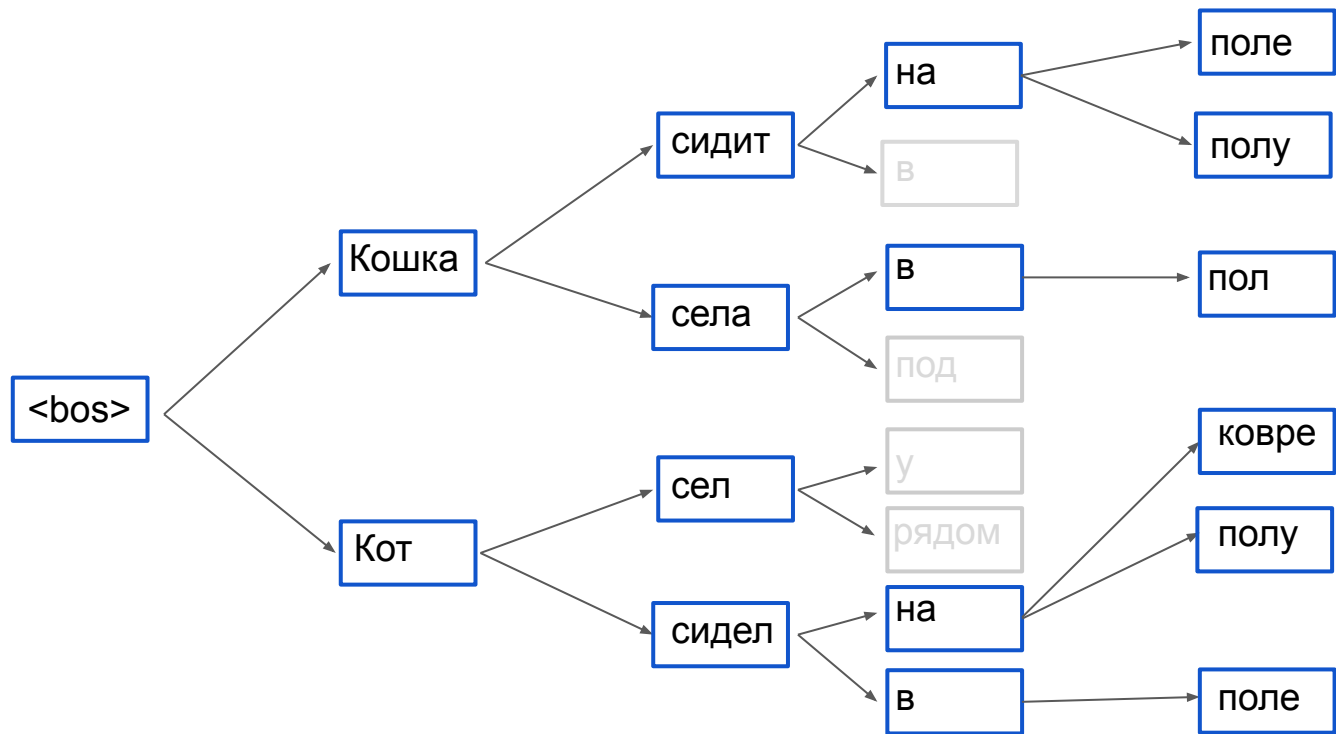 <bos>
Кошка
Кот
сидит
села
сел
сидел
на
в
в
под
у
рядом
на
в
поле
полу
пол
ковре
полу
поле